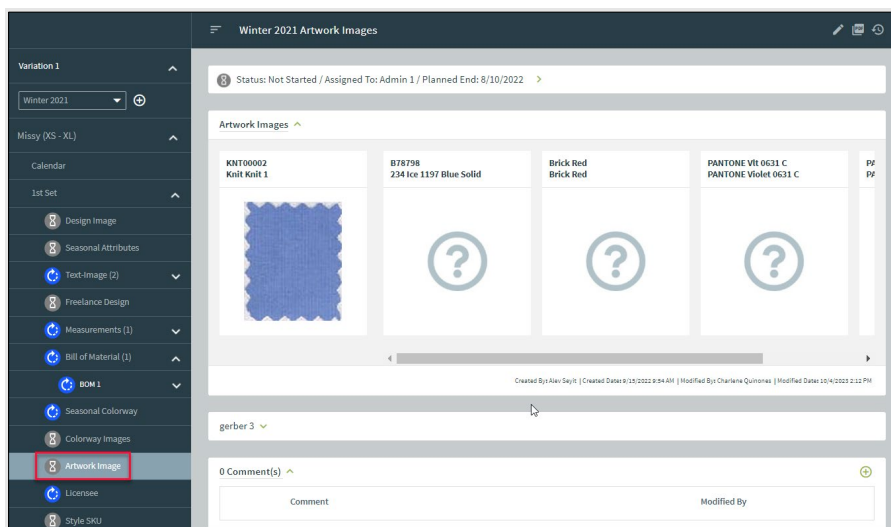 Winter 2021 Artwork Images
Variation 1
Winter 2021
Missy (XS - XL)
Calendar
1st Set
Design Image
Seasonal Attributes
Text-Image (2)
Freelance Design
Measurements (1)
Bill of Material (1)
BOM 1
Seasonal Colorway
Colorway Images
Artwork Image
Licensee
Style SKU
Status: Not Started / Assigned To: Admin 1 / Planned End: 8/10/2022
Artwork Images
KNT00002
Knit Knit 1
B78798
234 Ice 1197 Blue Solid
Brick Red
Brick Red
PANTONE Vlt 0631 C
PANTONE Violet 0631 C
PA
PA
Created By: Alev Seyit | Created Date: 9/15/2022 9:54 AM | Modified By: Charlene Quinones | Modified Date: 10/4/2023 2:12 PM
gerber 3
0 Comment(s)
Comment
Modified By